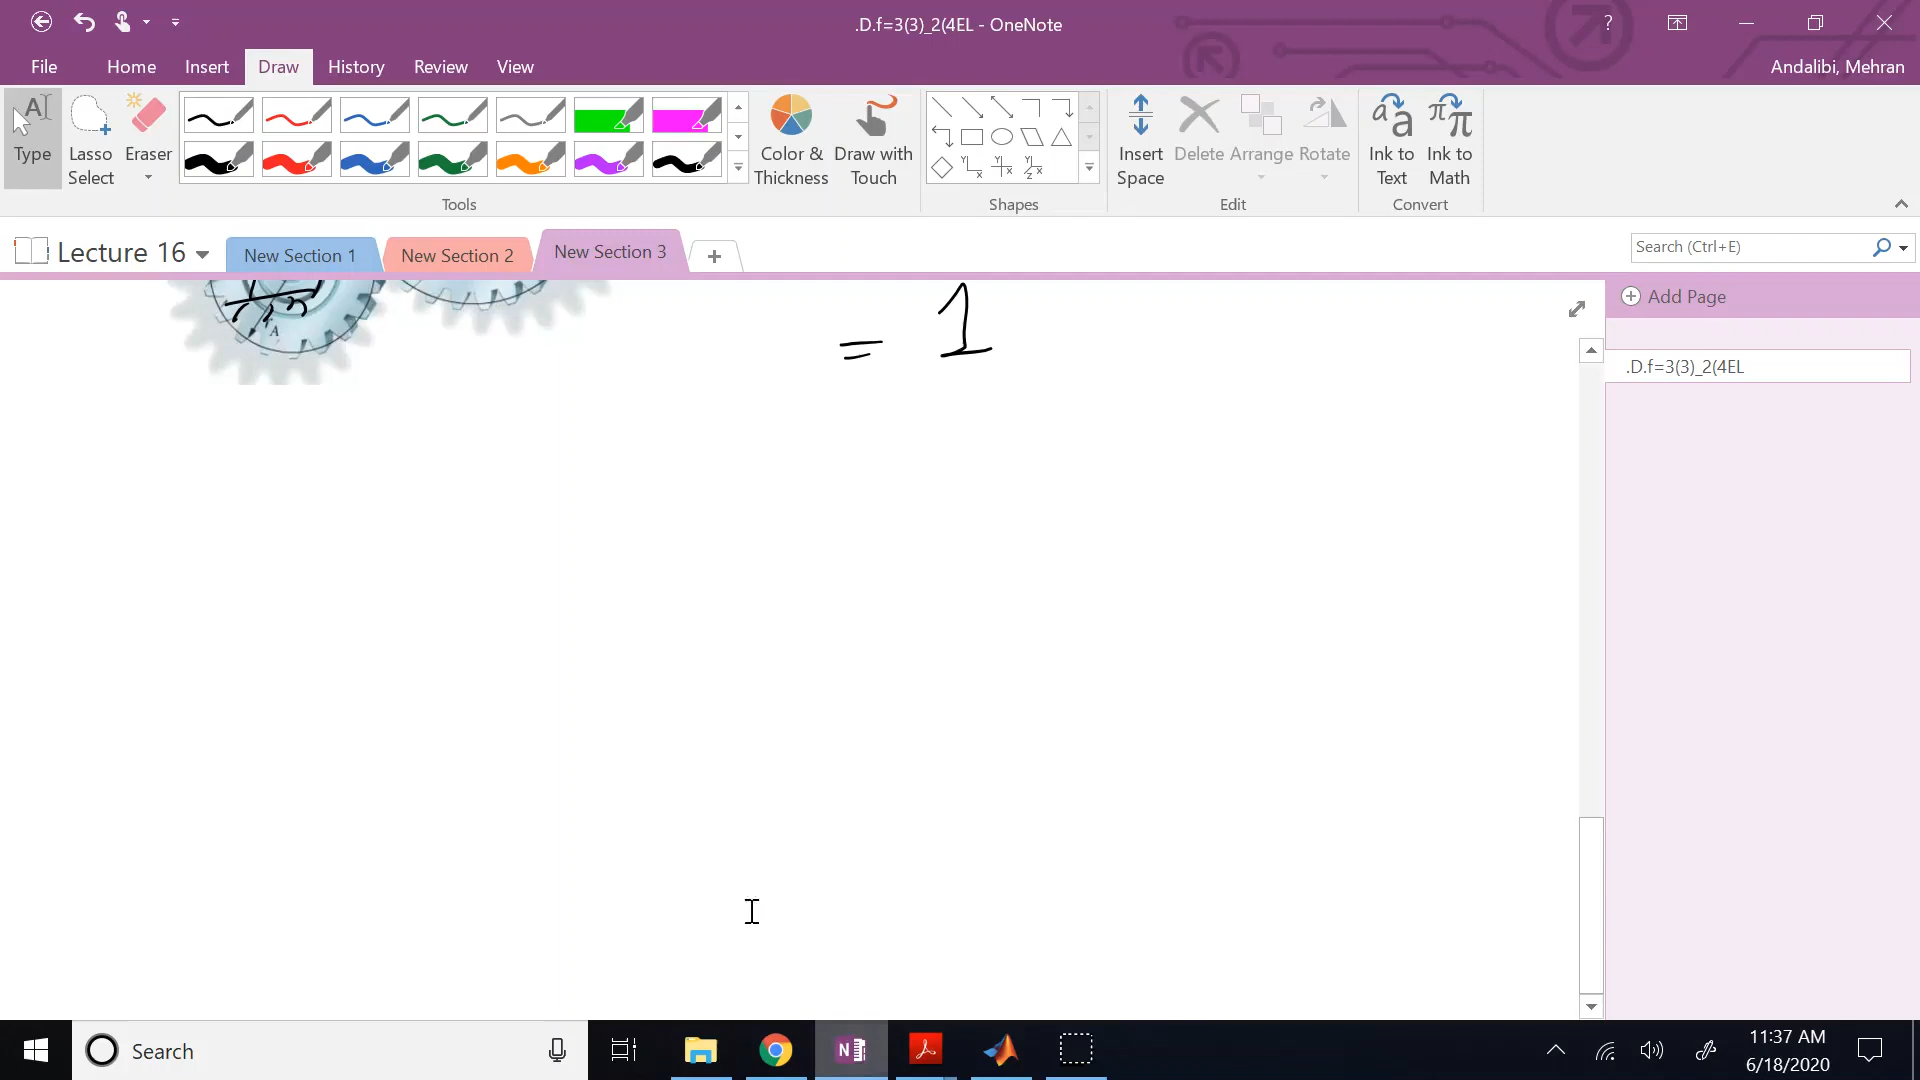 .D.f=3(3)_2(4EL - OneNote
?
File Home Insert Draw History Review View
Andalibi, Mehran
Type
Lasso Select
Eraser
Color & Thickness
Draw with Touch
Insert Space
Delete
Arrange
Rotate
Ink to Text
Ink to Math
Tools
Shapes
Edit
Convert
Lecture 16
New Section 1
New Section 2
New Section 3
Search (Ctrl+E)
Add Page
.D.f=3(3)_2(4EL
A
= 1
Search
11:37 AM
6/18/2020